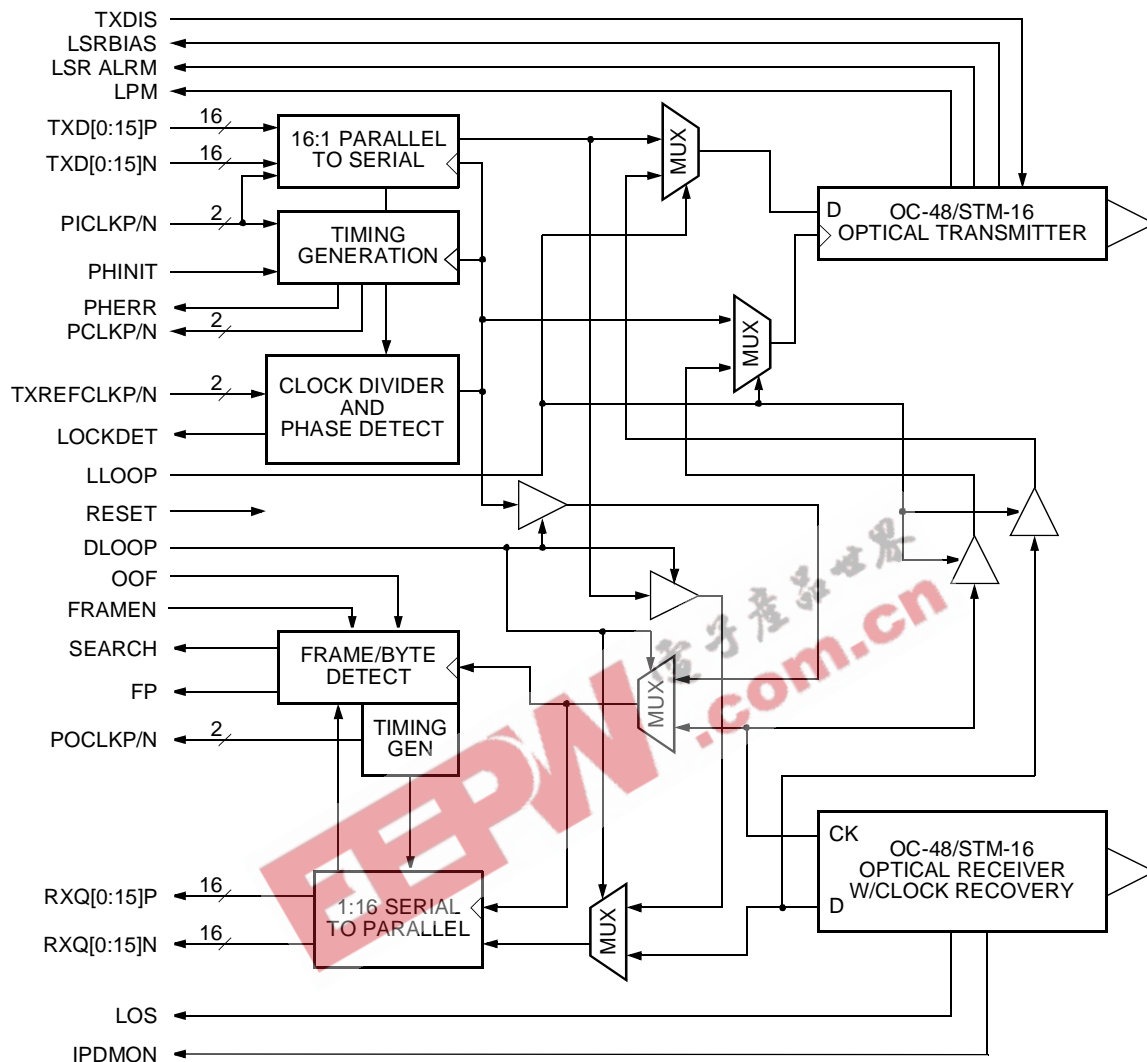 TXDIS
LSRBIAS
LSR ALRM
LPM
TXD[0:15]P
16
TXD[0:15]N
16
PICLKP/N
2
PHINIT
PHERR
PCLKP/N
2
TXREFCLKP/N
2
LOCKDET
LLOOP
RESET
DLOOP
OOF
FRAMEN
SEARCH
FP
POCLKP/N
2
RXQ[0:15]P
16
RXQ[0:15]N
16
LOS
IPDMON
16:1 PARALLEL
TO SERIAL
TIMING
GENERATION
CLOCK DIVIDER
AND
PHASE DETECT
FRAME/BYTE
DETECT
TIMING
GEN
1:16 SERIAL
TO PARALLEL
MUX
MUX
MUX
MUX
D
OC-48/STM-16
OPTICAL TRANSMITTER
CK
D
OC-48/STM-16
OPTICAL RECEIVER
W/CLOCK RECOVERY
電子產品世界
EEPW.com.cn